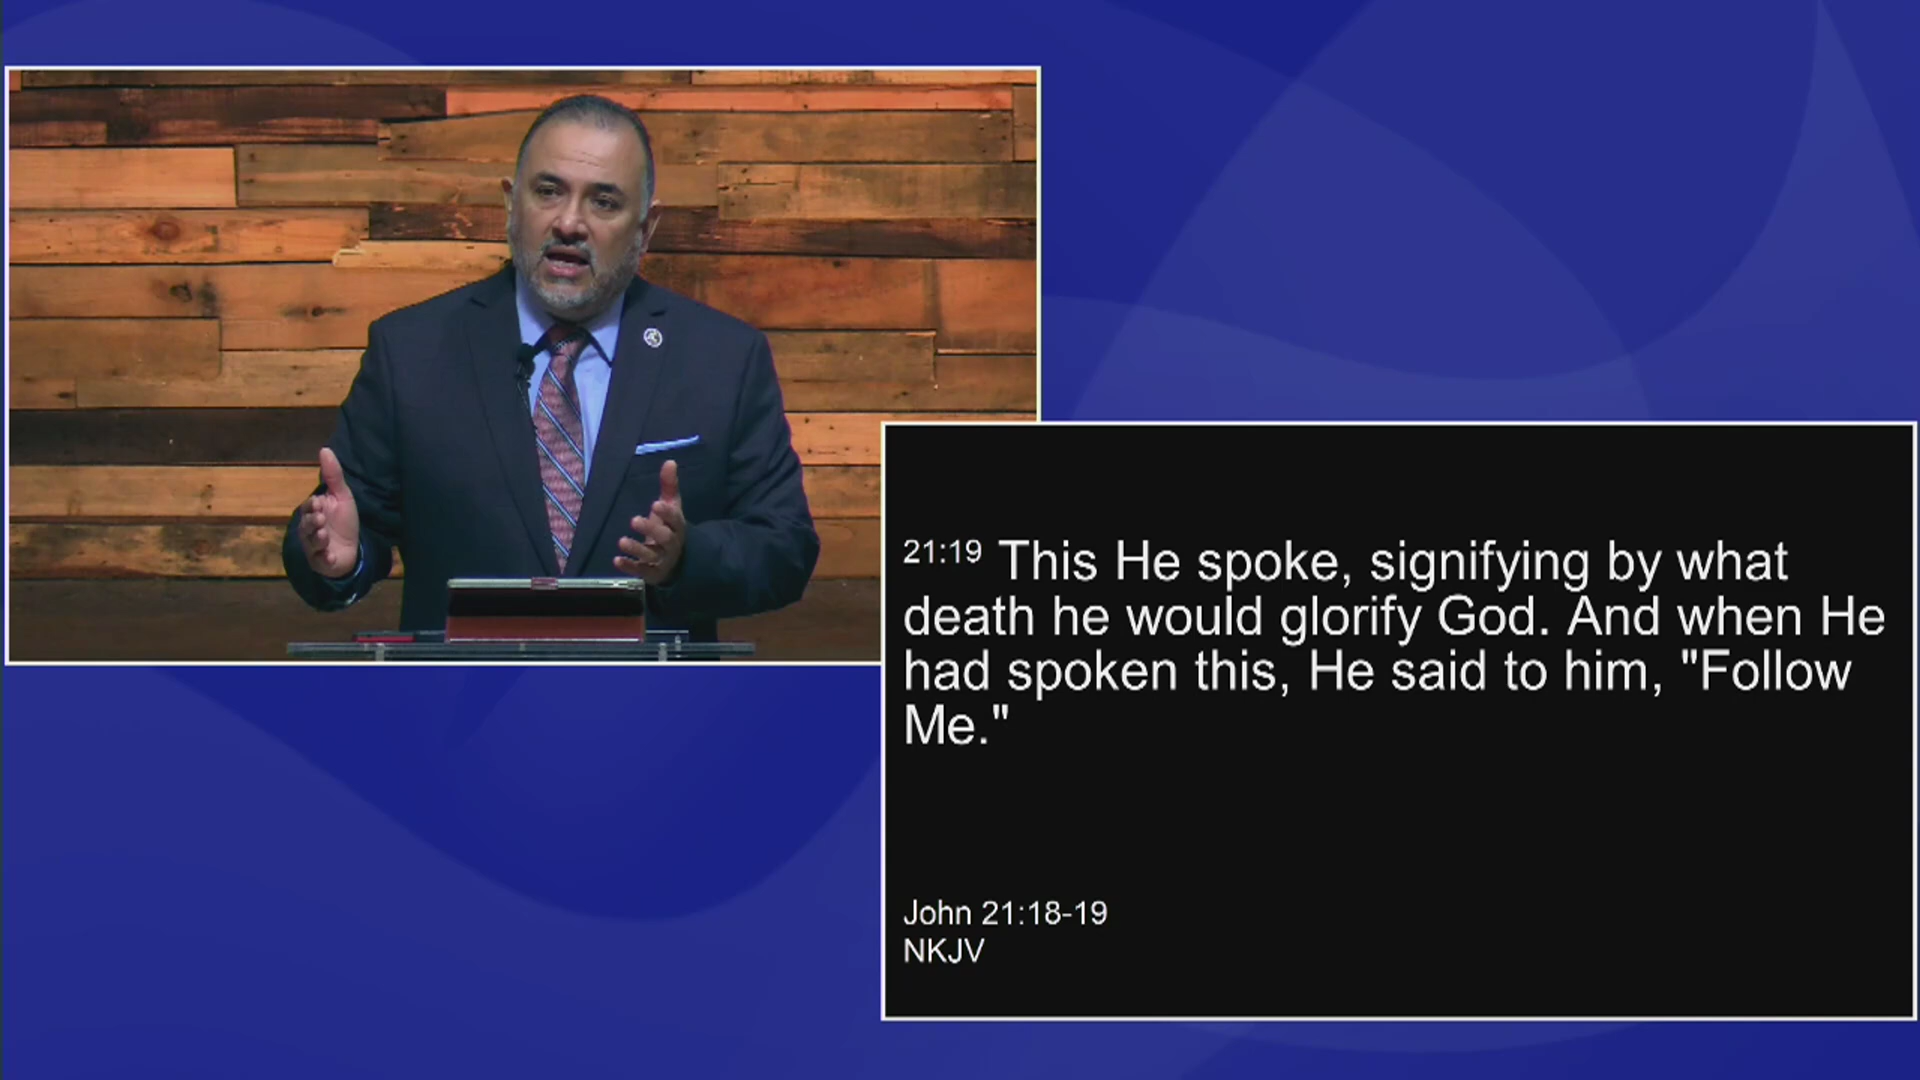 21:19 This He spoke, signifying by what
death he would glorify God. And when He
had spoken this, He said to him, "Follow
Me."
John 21:18-19
NKJV